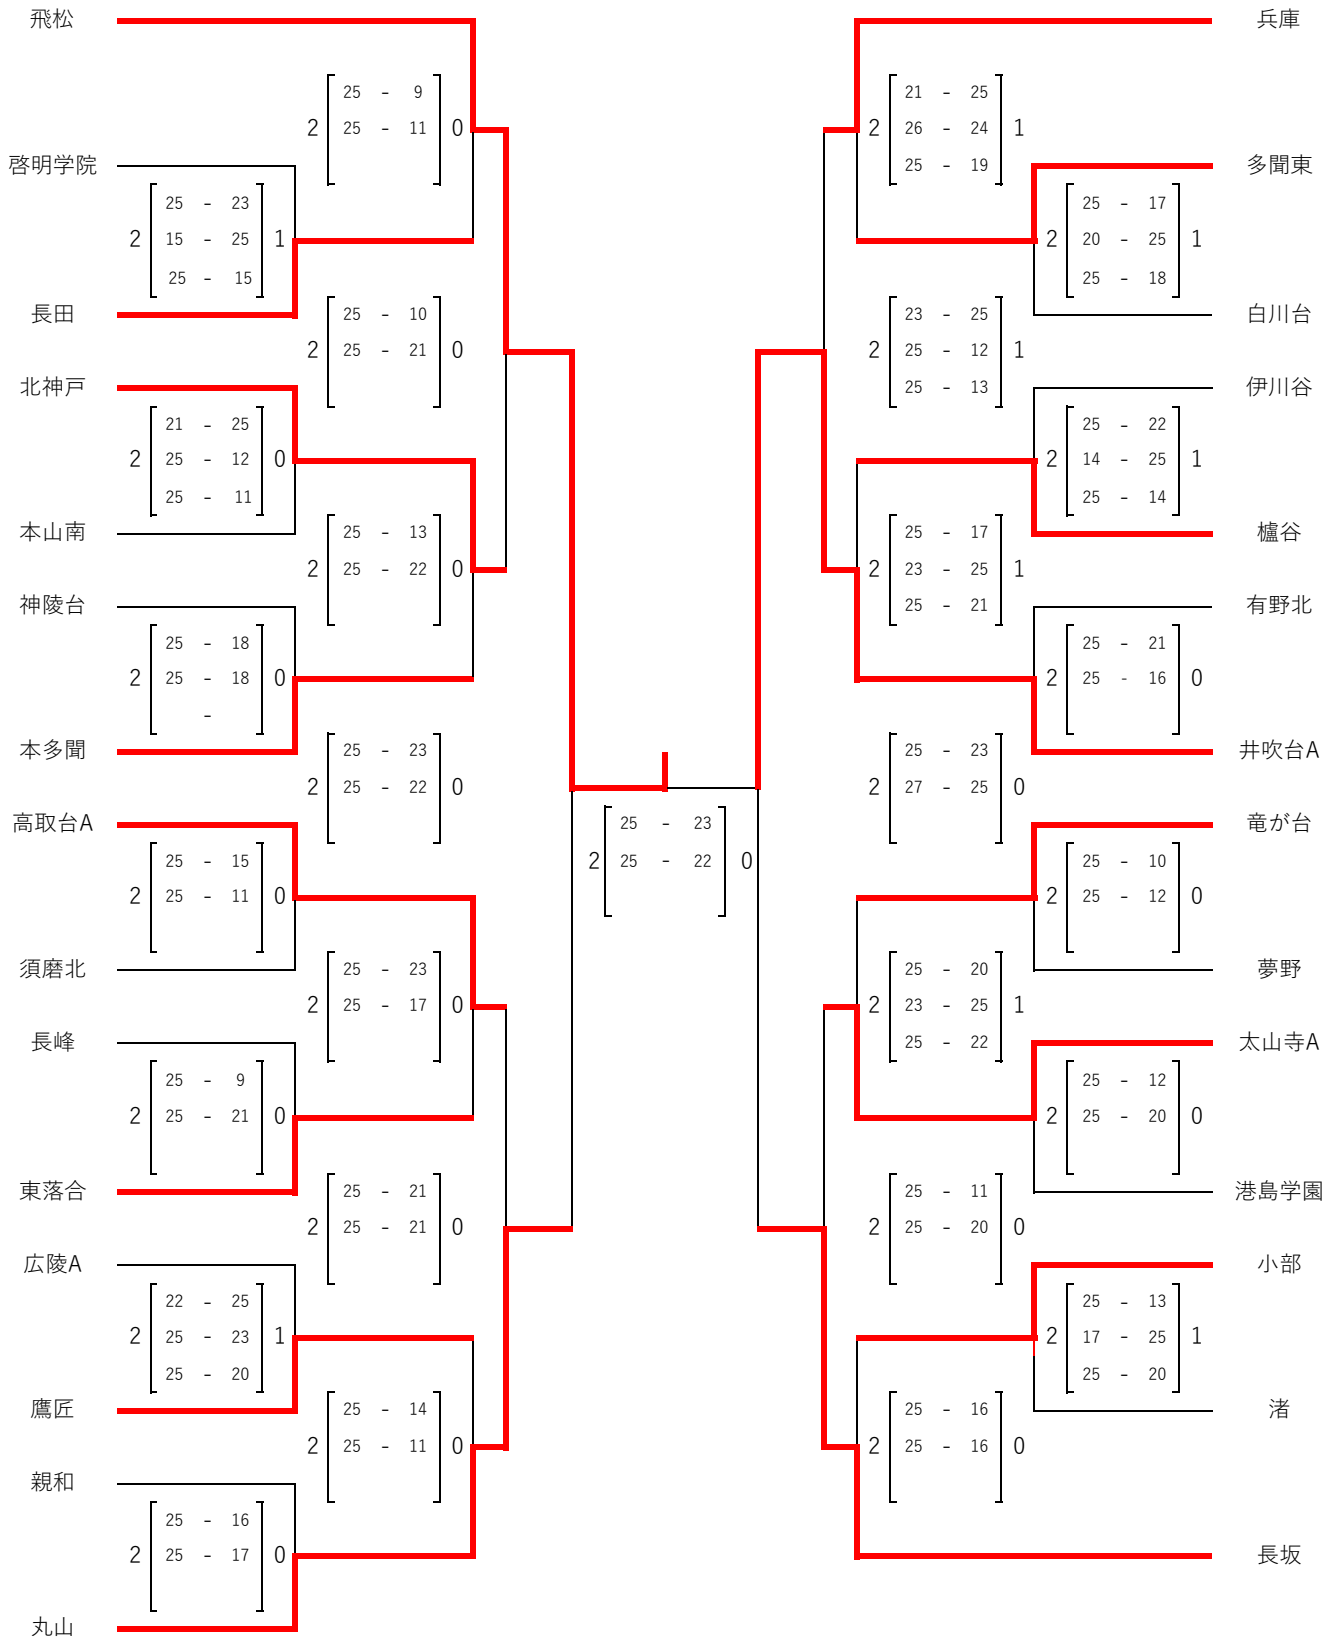 飛松
兵庫
2 25 - 9 0
25 - 11
2 21 - 25 1
26 - 24
25 - 19
啓明学院
多聞東
2 25 - 23 1
15 - 25
25 - 15
2 25 - 17 1
20 - 25
25 - 18
長田
白川台
2 25 - 10 0
25 - 21
2 23 - 25 1
25 - 12
25 - 13
北神戸
伊川谷
2 21 - 25 0
25 - 12
25 - 11
2 25 - 22 1
14 - 25
25 - 14
本山南
櫨谷
2 25 - 13 0
25 - 22
2 25 - 17 1
23 - 25
25 - 21
神陵台
有野北
2 25 - 18 0
25 - 18
-
2 25 - 21 0
25 - 16
本多聞
井吹台A
2 25 - 23 0
25 - 22
2 25 - 23 0
27 - 25
高取台A
竜が台
2 25 - 23 0
25 - 22
2 25 - 15 0
25 - 11
2 25 - 10 0
25 - 12
須磨北
夢野
2 25 - 23 0
25 - 17
2 25 - 20 1
23 - 25
25 - 22
長峰
太山寺A
2 25 - 9 0
25 - 21
2 25 - 12 0
25 - 20
東落合
港島学園
2 25 - 21 0
25 - 21
2 25 - 11 0
25 - 20
広陵A
小部
2 22 - 25 1
25 - 23
25 - 20
2 25 - 13 1
17 - 25
25 - 20
鷹匠
渚
2 25 - 14 0
25 - 11
2 25 - 16 0
25 - 16
親和
2 25 - 16 0
25 - 17
長坂
丸山